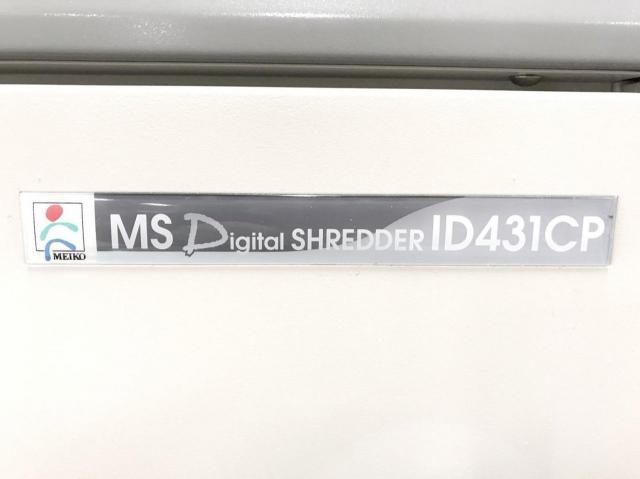 MEIKO
MS Digital SHREDDER ID431CP